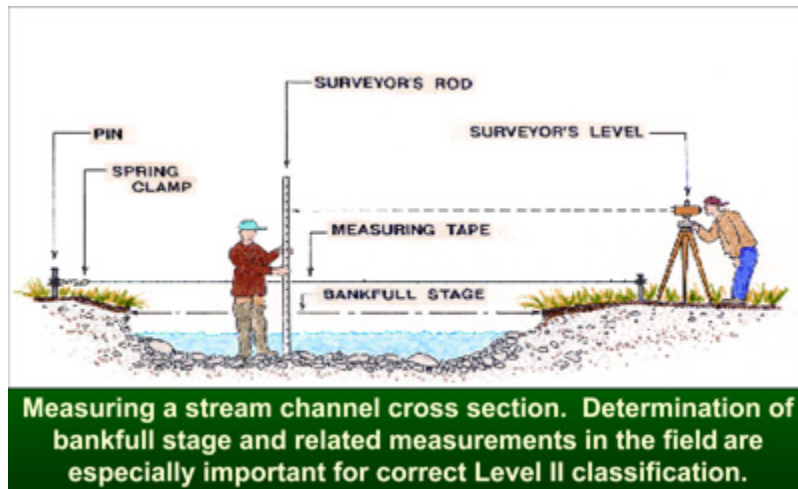 SURVEYOR'S ROD
PIN
SURVEYOR'S LEVEL
SPRING
CLAMP
MEASURING TAPE
BANKFULL STAGE
Measuring a stream channel cross section. Determination of
bankfull stage and related measurements in the field are
especially important for correct Level II classification.